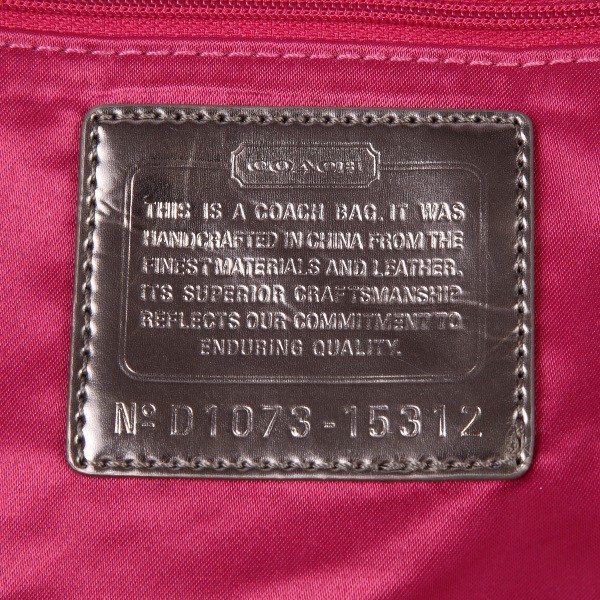 COACH
THIS IS A COACH BAG. IT WAS
HANDCRAFTED IN CHINA FROM THE
FINEST MATERIALS AND LEATHER.
ITS SUPERIOR CRAFTSMANSHIP
REFLECTS OUR COMMITMENT TO
ENDURING QUALITY.
Nº D1073-15312